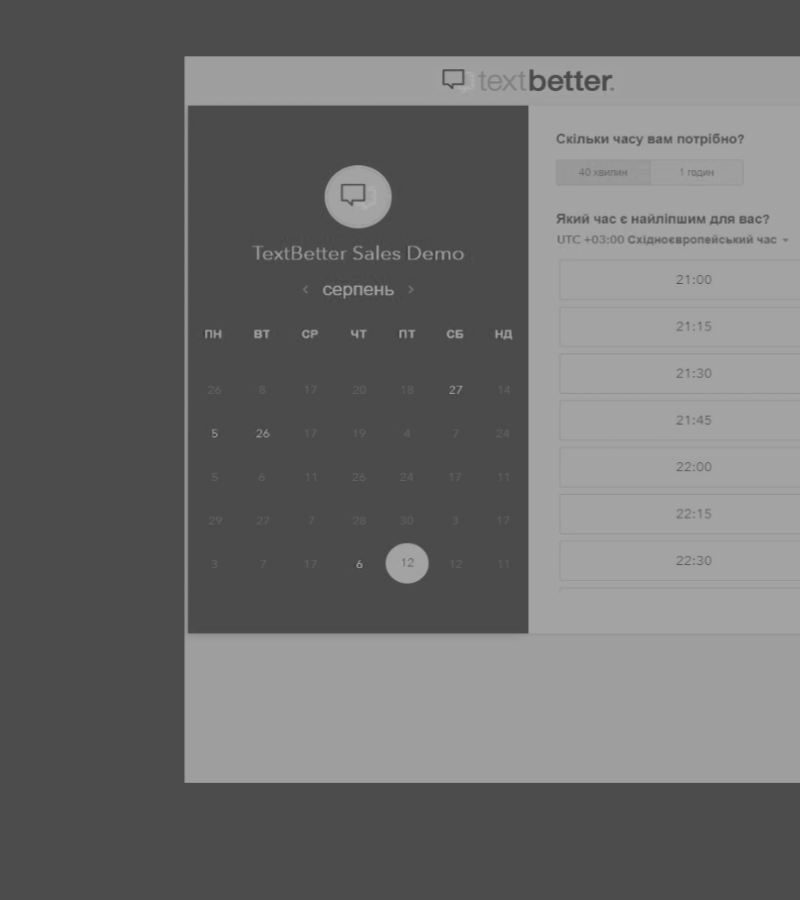 textbetter.
TextBetter Sales Demo
серпень
ПН ВТ СР ЧТ ПТ СБ НД
26 8 17 20 18 27 14
5 26 17 19 4 7 24
5 6 11 26 24 17 11
29 27 7 28 30 3 17
3 7 17 6 12 12 11
Скільки часу вам потрібно?
40 хвилин 1 годин
Який час є найліпшим для вас?
UTC +03:00 Східноєвропейський час
21:00
21:15
21:30
21:45
22:00
22:15
22:30